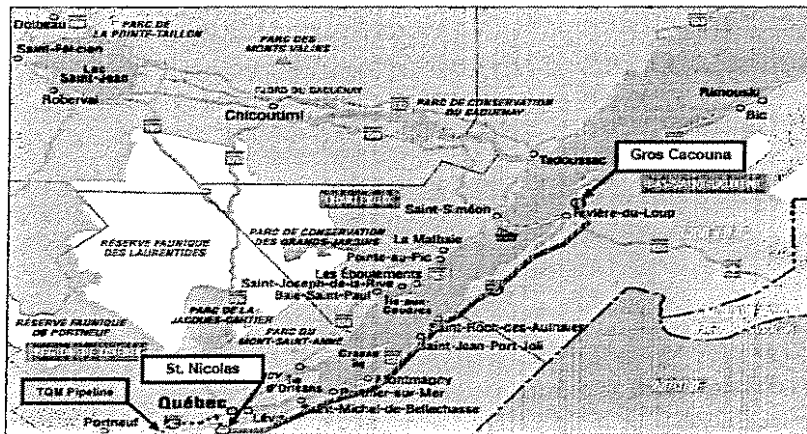 Dolbeau
PARC DE
LA POINTE-TAILLON
Saint-Félicien
PARC DES
MONTS VALINS
Lac
Saint-Jean
Roberval
FJORD DU SAGUENAY
Chicoutimi
PARC DE CONSERVATION
DU SAGUENAY
Rimouski
Bic
Tadoussac
Gros Cacouna
Saint-Siméon
Rivière-du-Loup
PARC DE CONSERVATION
DES GRANDS-JARDINS
RÉSERVE FAUNIQUE
DES LAURENTIDES
La Malbaie
Pointe-au-Pic
Les Éboulements
Saint-Joseph-de-la-Rive
Baie-Saint-Paul
Île-aux-
Coudres
PARC DE LA
JACQUES-CARTIER
RÉSERVE FAUNIQUE
DE PORTNEUF
PARC DU
MONT-SAINT-ANNE
Saint-Roch-des-Aulnaies
Saint-Jean-Port-Joli
St. Nicolas
d'Orléans
Montmagny
TQM Pipeline
Québec
Berthier-sur-Mer
Portneuf
Lévis
Saint-Michel-de-Bellechasse